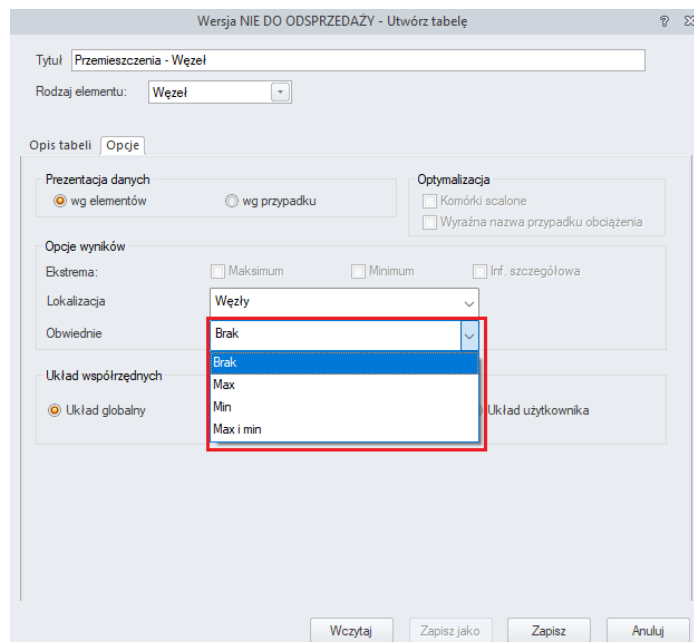 Wersja NIE DO ODSPRZEDAŻY - Utwórz tabelę
Tytuł Przemieszczenia - Węzeł
Rodzaj elementu: Węzeł
Opis tabeli Opcje
Prezentacja danych
wg elementów wg przypadku
Optymalizacja
Komórki scalone
Wyraźna nazwa przypadku obciążenia
Opcje wyników
Ekstrema: Maksimum Minimum Inf. szczegółowa
Lokalizacja Węzły
Obwiednie Brak
Brak
Max
Min
Max i min
Układ współrzędnych
Układ globalny Układ użytkownika
Wczytaj Zapisz jako Zapisz Anuluj